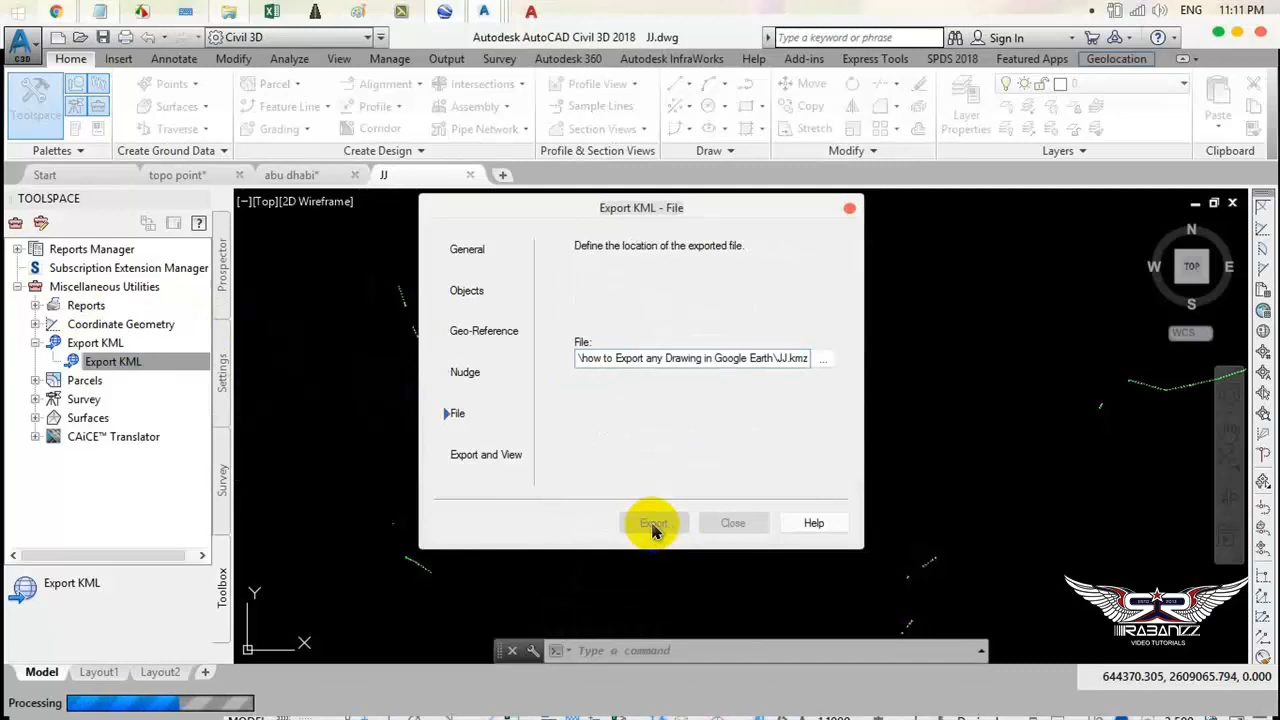 ENG 11:11 PM
Civil 3D
Autodesk AutoCAD Civil 3D 2018 JJ.dwg
Type a keyword or phrase
Sign In
C3D
Home Insert Annotate Modify Analyze View Manage Output Survey Autodesk 360 Autodesk InfraWorks Help Add-ins Express Tools SPDS 2018 Featured Apps Geolocation
Toolspace
Points
Surfaces
Traverse
Parcel
Feature Line
Grading
Alignment
Profile
Corridor
Intersections
Assembly
Pipe Network
Profile View
Sample Lines
Section Views
Move
Copy
Stretch
0
Layer
Properties
Paste
Palettes Create Ground Data Create Design Profile & Section Views Draw Modify Layers Clipboard
Start topo point* abu dhabi* JJ
TOOLSPACE
Reports Manager
Subscription Extension Manager
Miscellaneous Utilities
Reports
Coordinate Geometry
Export KML
Export KML
Parcels
Survey
Surfaces
CAiCE™ Translator
Prospector
Settings
Survey
Toolbox
Export KML
[−][Top][2D Wireframe]
Export KML - File
General
Objects
Geo-Reference
Nudge
File
Export and View
Define the location of the exported file.
File:
\how to Export any Drawing in Google Earth\JJ.kmz
...
Export Close Help
N
W TOP E
S
WCS
Y
X
Type a command
RABANIZZ
VIDEO TUTORIALS
Model Layout1 Layout2
644370.305, 2609065.794, 0.000
Processing
MODEL